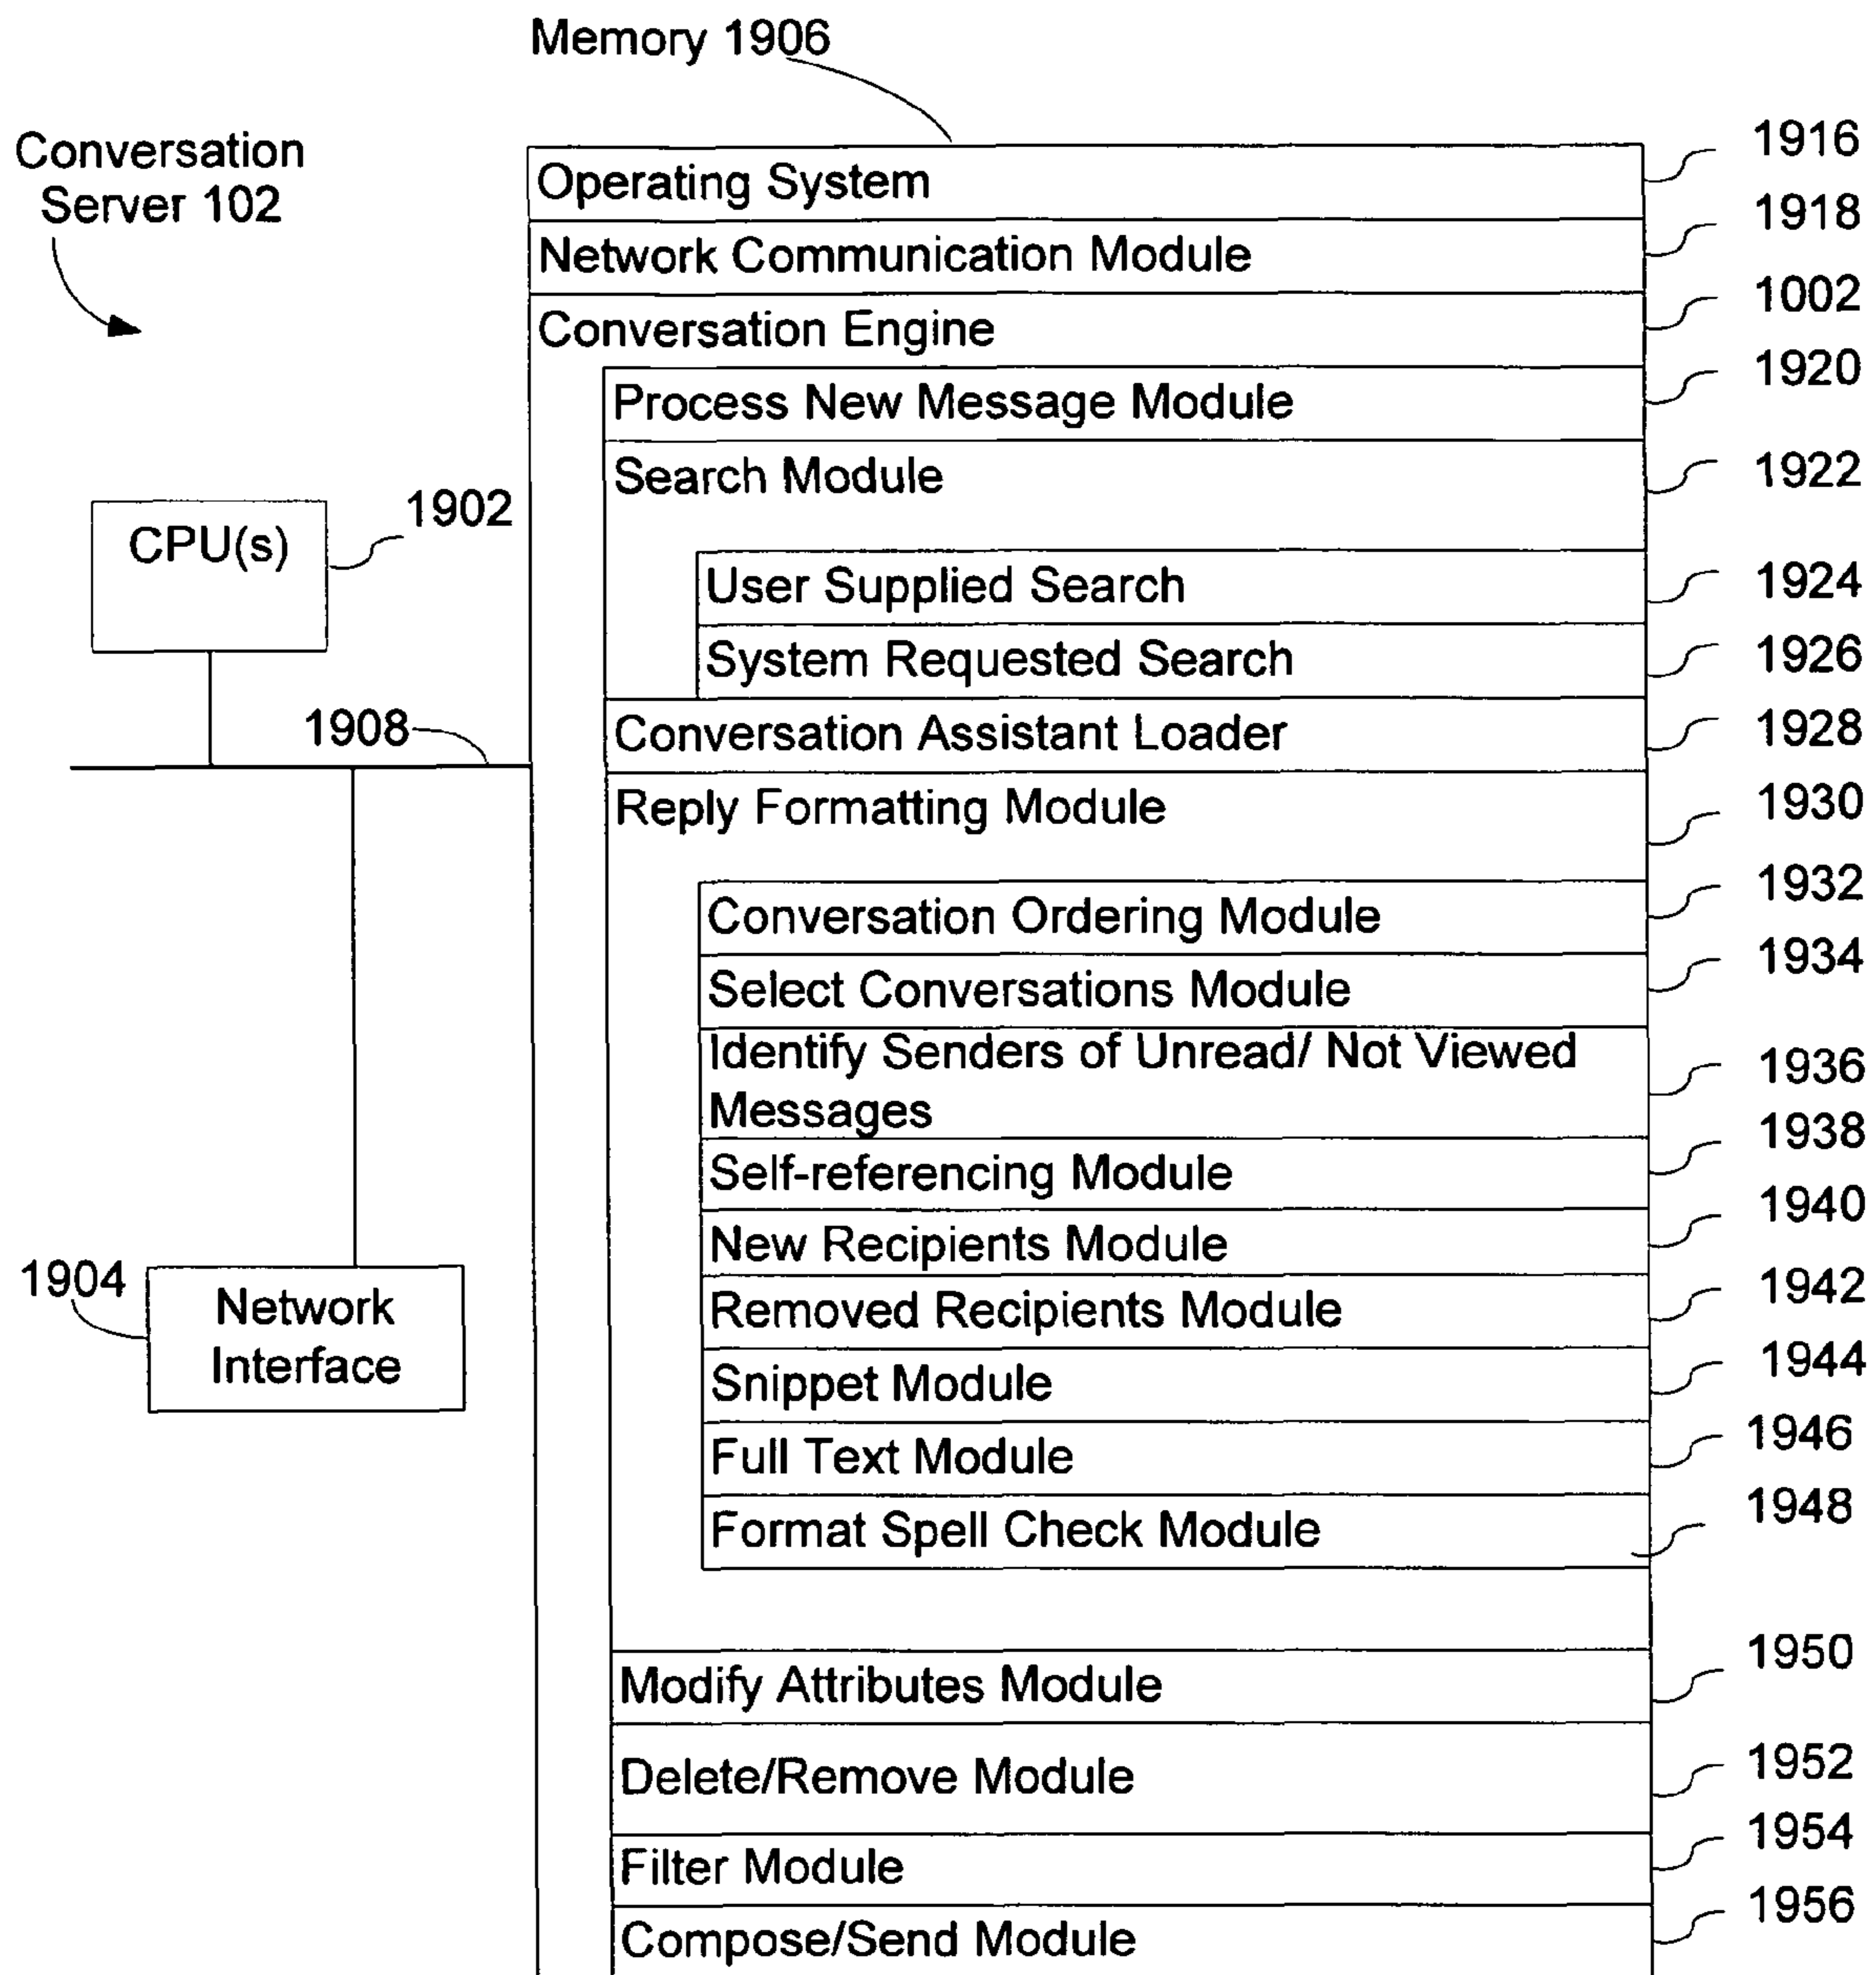 Memory 1906
Conversation
Server 102
Operating System
1916
Network Communication Module
1918
Conversation Engine
1002
Process New Message Module
1920
Search Module
1922
CPU(s)
1902
User Supplied Search
1924
System Requested Search
1926
1908
Conversation Assistant Loader
1928
Reply Formatting Module
1930
Conversation Ordering Module
1932
Select Conversations Module
1934
Identify Senders of Unread/ Not Viewed
Messages
1936
Self-referencing Module
1938
New Recipients Module
1940
1904
Network
Interface
Removed Recipients Module
1942
Snippet Module
1944
Full Text Module
1946
Format Spell Check Module
1948
Modify Attributes Module
1950
Delete/Remove Module
1952
Filter Module
1954
Compose/Send Module
1956